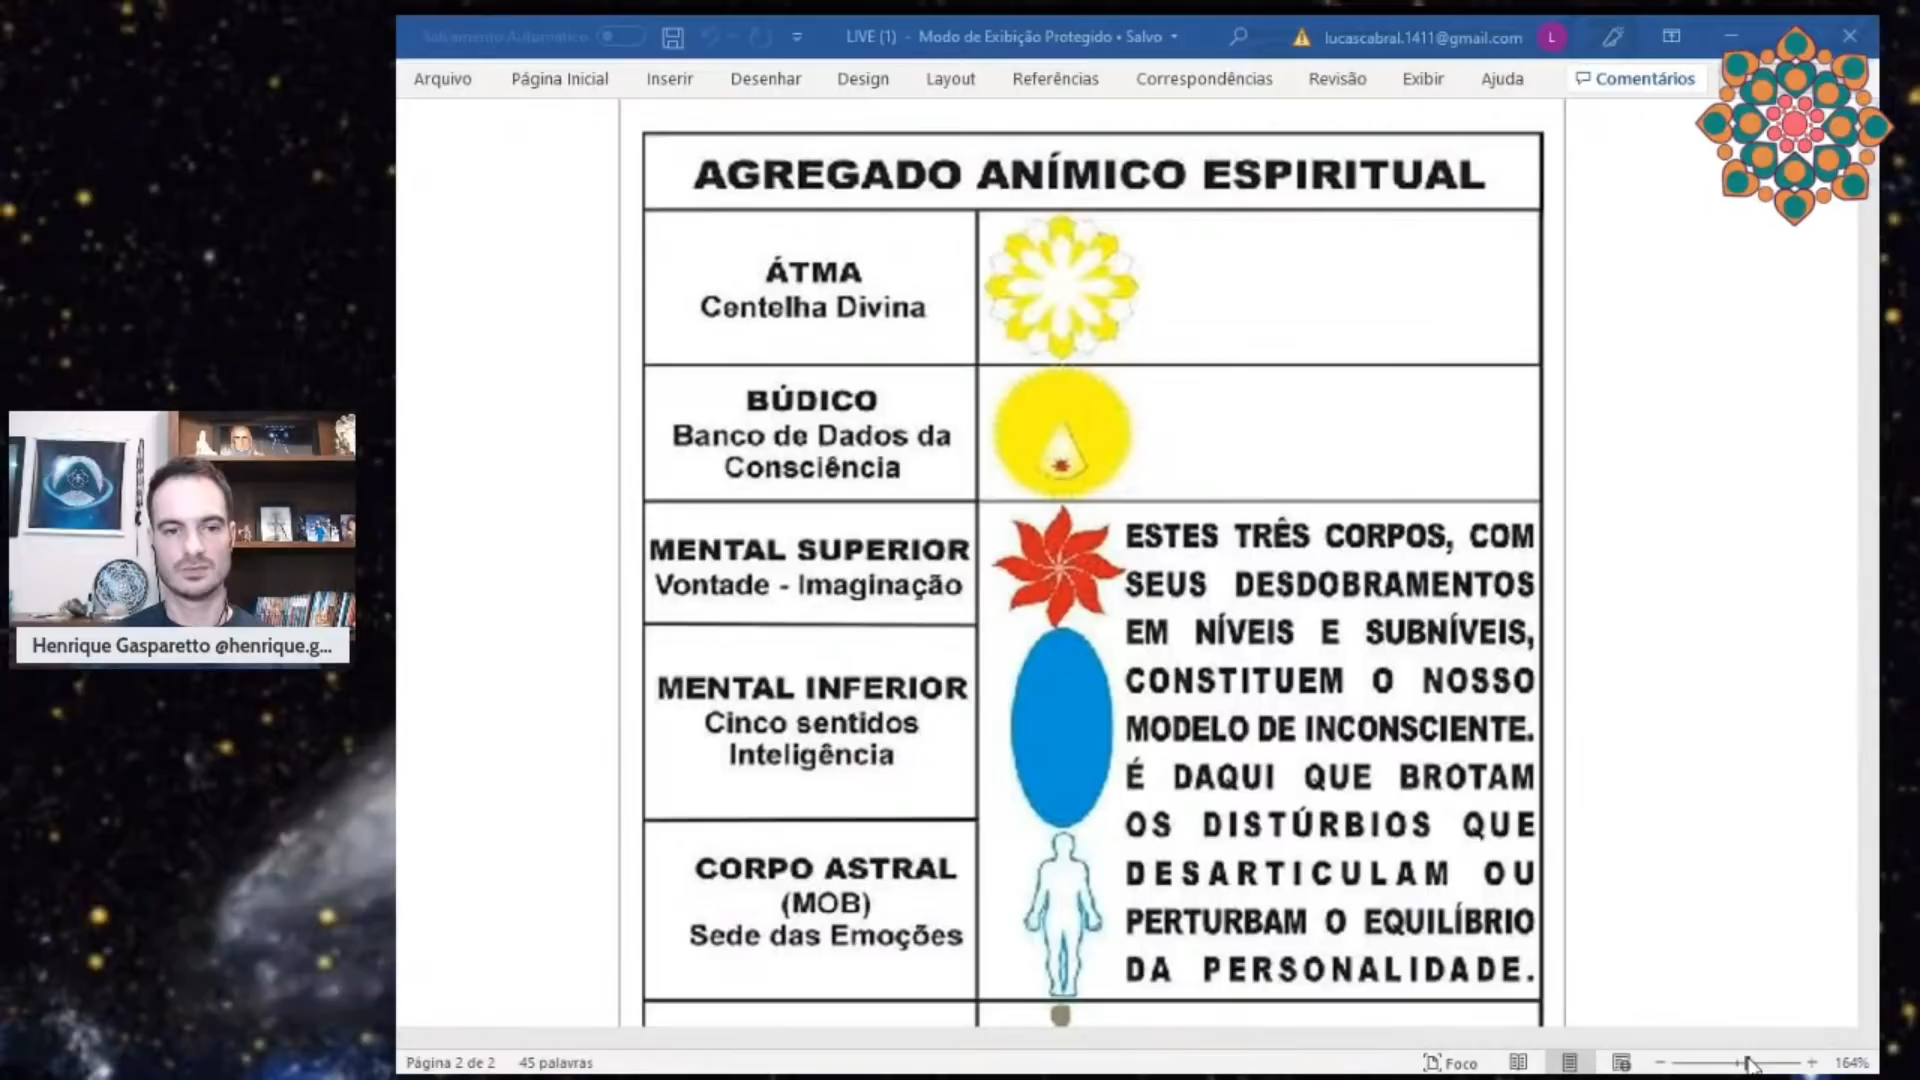 Salvamento Automático
LIVE (1) - Modo de Exibição Protegido • Salvo
lucascabral.1411@gmail.com
L
Arquivo
Página Inicial
Inserir
Desenhar
Design
Layout
Referências
Correspondências
Revisão
Exibir
Ajuda
Comentários
AGREGADO ANÍMICO ESPIRITUAL
ÁTMA
Centelha Divina
BÚDICO
Banco de Dados da
Consciência
MENTAL SUPERIOR
Vontade - Imaginação
MENTAL INFERIOR
Cinco sentidos
Inteligência
CORPO ASTRAL
(MOB)
Sede das Emoções
ESTES TRÊS CORPOS, COM
SEUS DESDOBRAMENTOS
EM NÍVEIS E SUBNÍVEIS,
CONSTITUEM O NOSSO
MODELO DE INCONSCIENTE.
É DAQUI QUE BROTAM
OS DISTÚRBIOS QUE
DESARTICULAM OU
PERTURBAM O EQUILÍBRIO
DA PERSONALIDADE.
Henrique Gasparetto @henrique.g...
Página 2 de 2
45 palavras
Foco
164%